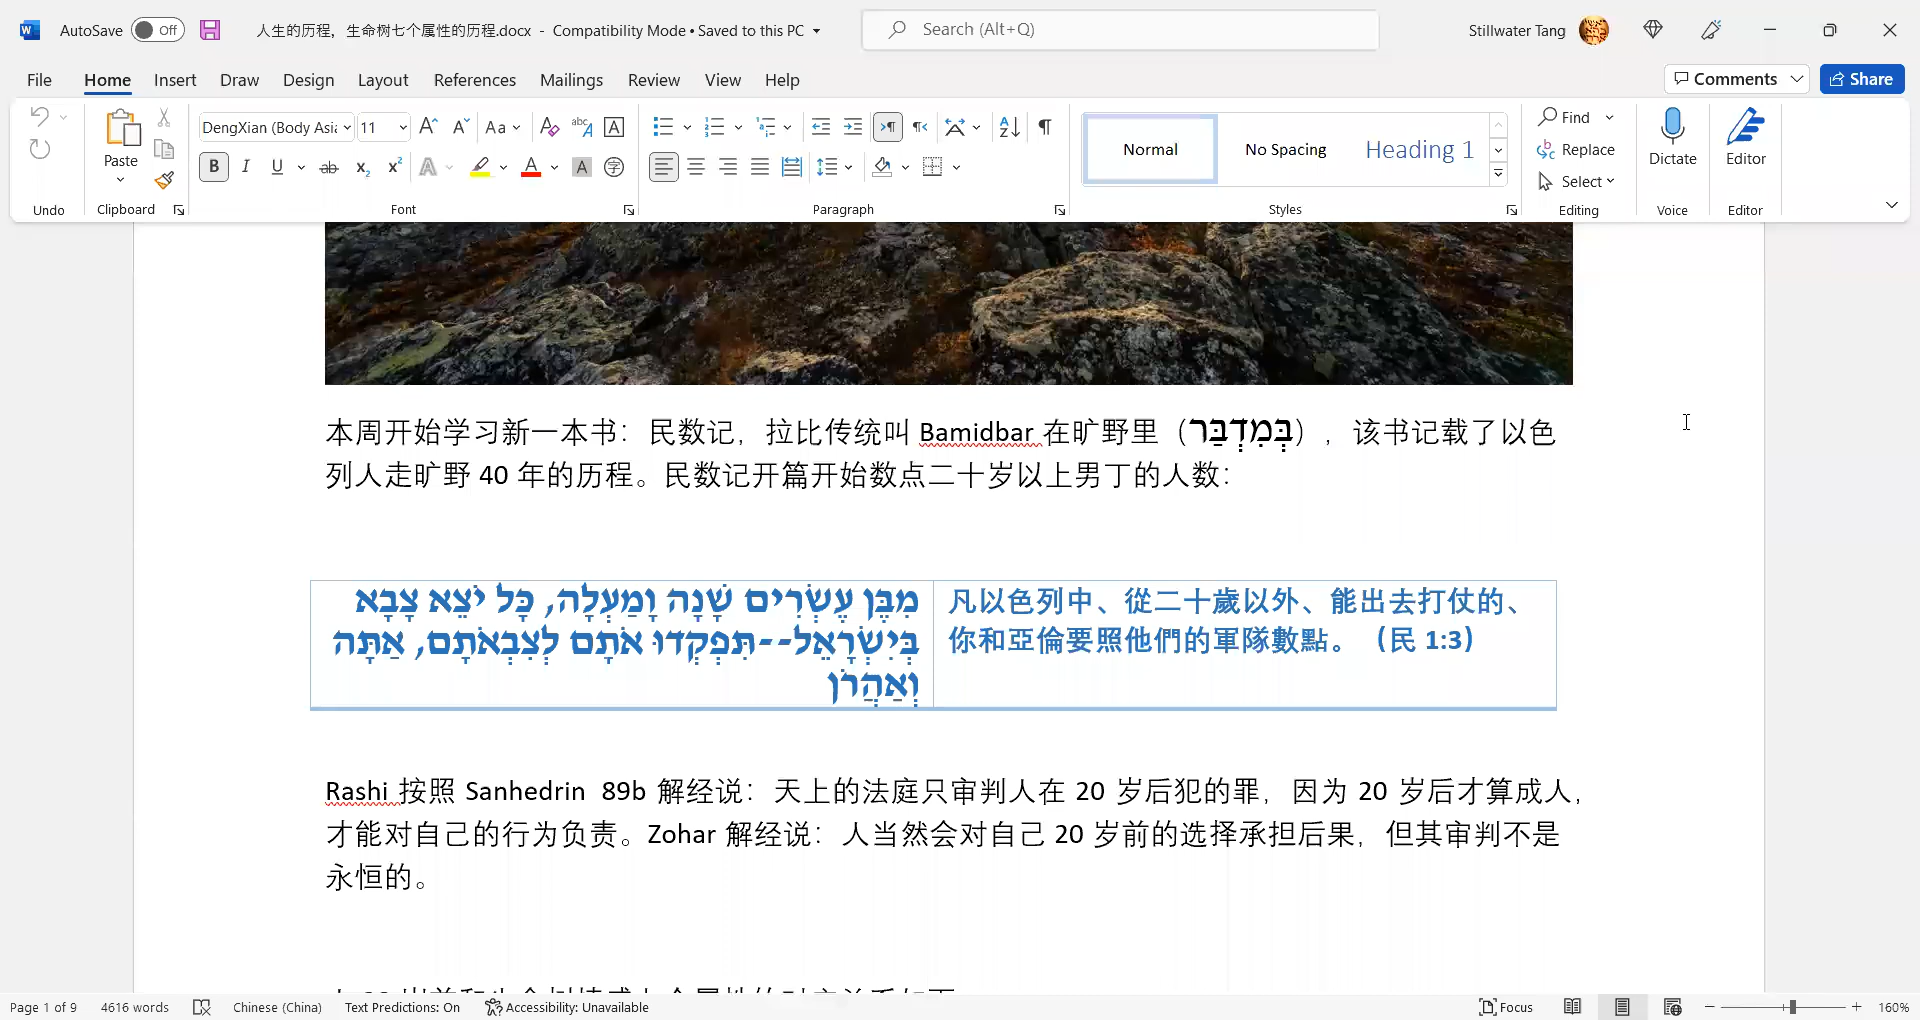 AutoSave Off 人生的历程，生命树七个属性的历程.docx - Compatibility Mode • Saved to this PC Search (Alt+Q) Stillwater Tang
File Home Insert Draw Design Layout References Mailings Review View Help Comments Share
DengXian (Body Asia 11 Aa
Normal No Spacing Heading 1
Find
Replace
Select
Paste
Dictate
Editor
Undo Clipboard Font Paragraph Styles Editing Voice Editor
本周开始学习新一本书：民数记，拉比传统叫 Bamidbar 在旷野里（בְּמִדְבַּר），该书记载了以色
列人走旷野 40 年的历程。民数记开篇开始数点二十岁以上男丁的人数：
מִבֶּן עֶשְׂרִים שָׁנָה וָמַעְלָה, כָּל יֹצֵא צָבָא
בְּיִשְׂרָאֵל--תִּפְקְדוּ אֹתָם לְצִבְאֹתָם, אַתָּה
וְאַהֲרֹן
凡以色列中、從二十歲以外、能出去打仗的、
你和亞倫要照他們的軍隊數點。（民 1:3）
Rashi 按照 Sanhedrin 89b 解经说：天上的法庭只审判人在 20 岁后犯的罪，因为 20 岁后才算成人，
才能对自己的行为负责。Zohar 解经说：人当然会对自己 20 岁前的选择承担后果，但其审判不是
永恒的。
Page 1 of 9 4616 words Chinese (China) Text Predictions: On Accessibility: Unavailable Focus 160%